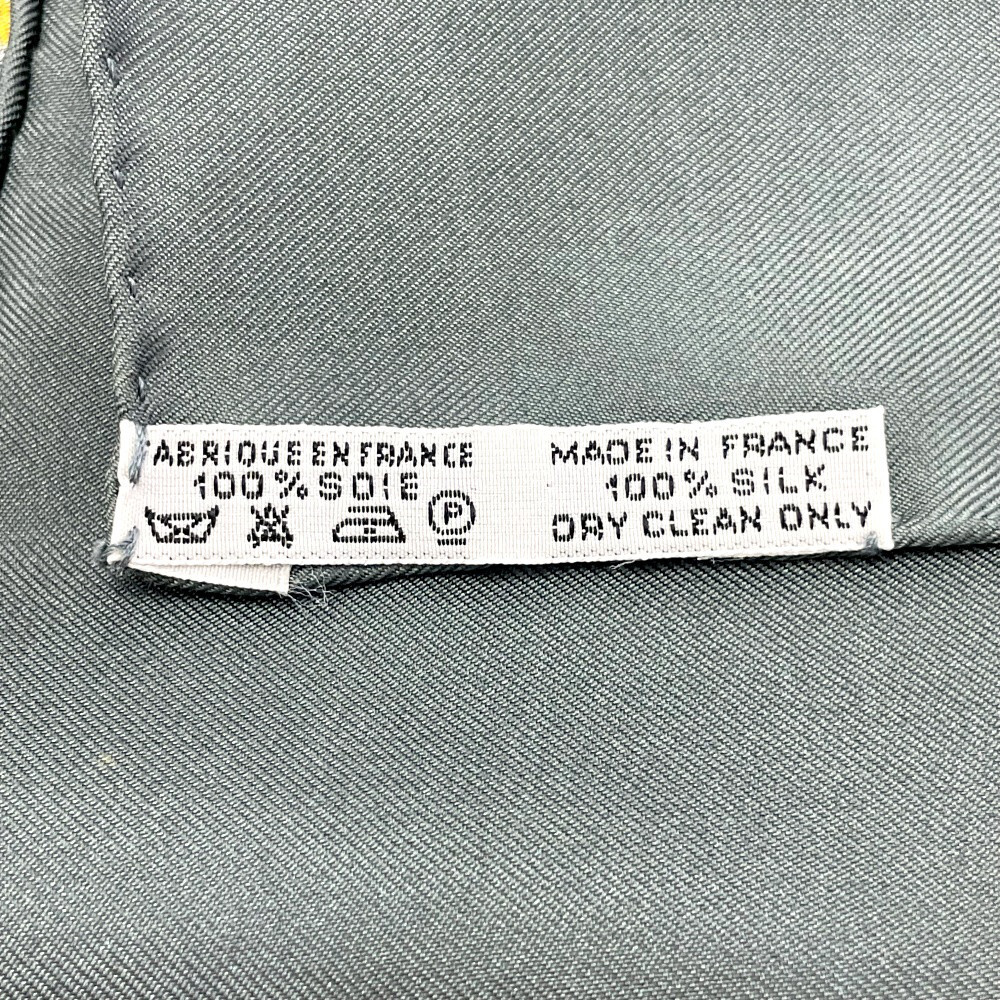 ABRIQUE EN FRANCE
100% SOIE
P
MADE IN FRANCE
100% SILK
DRY CLEAN ONLY